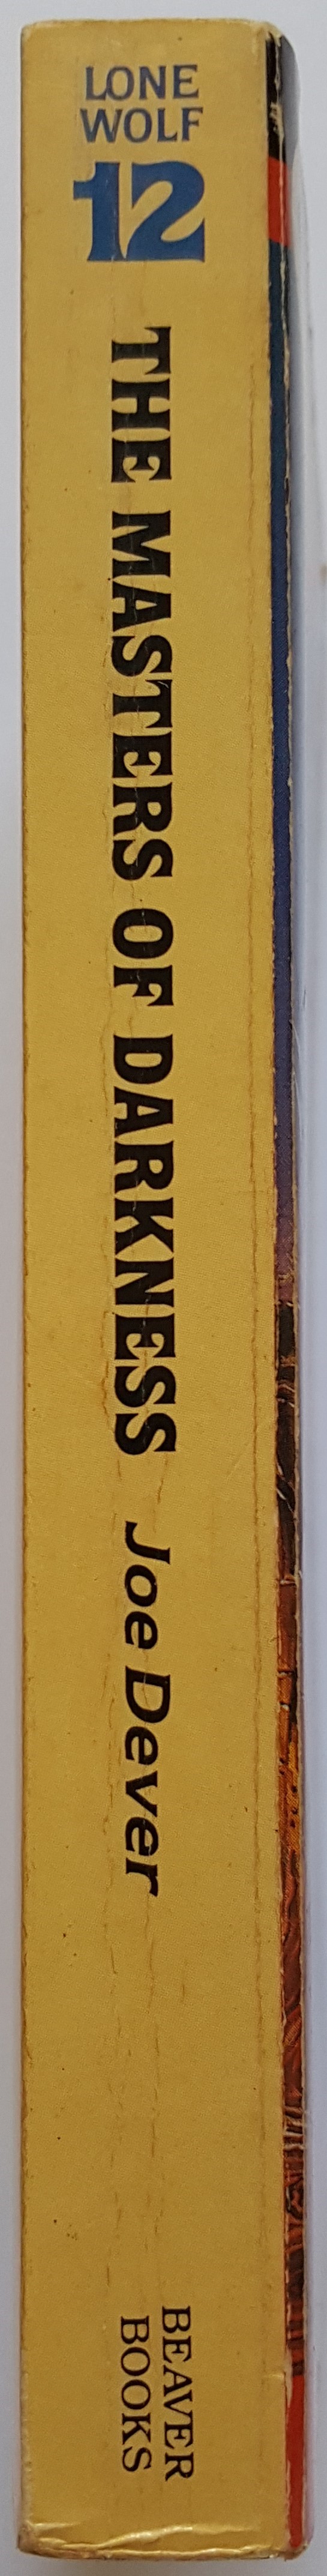 LONE
WOLF
12
THE MASTERS OF DARKNESS Joe Dever
BEAVER
BOOKS